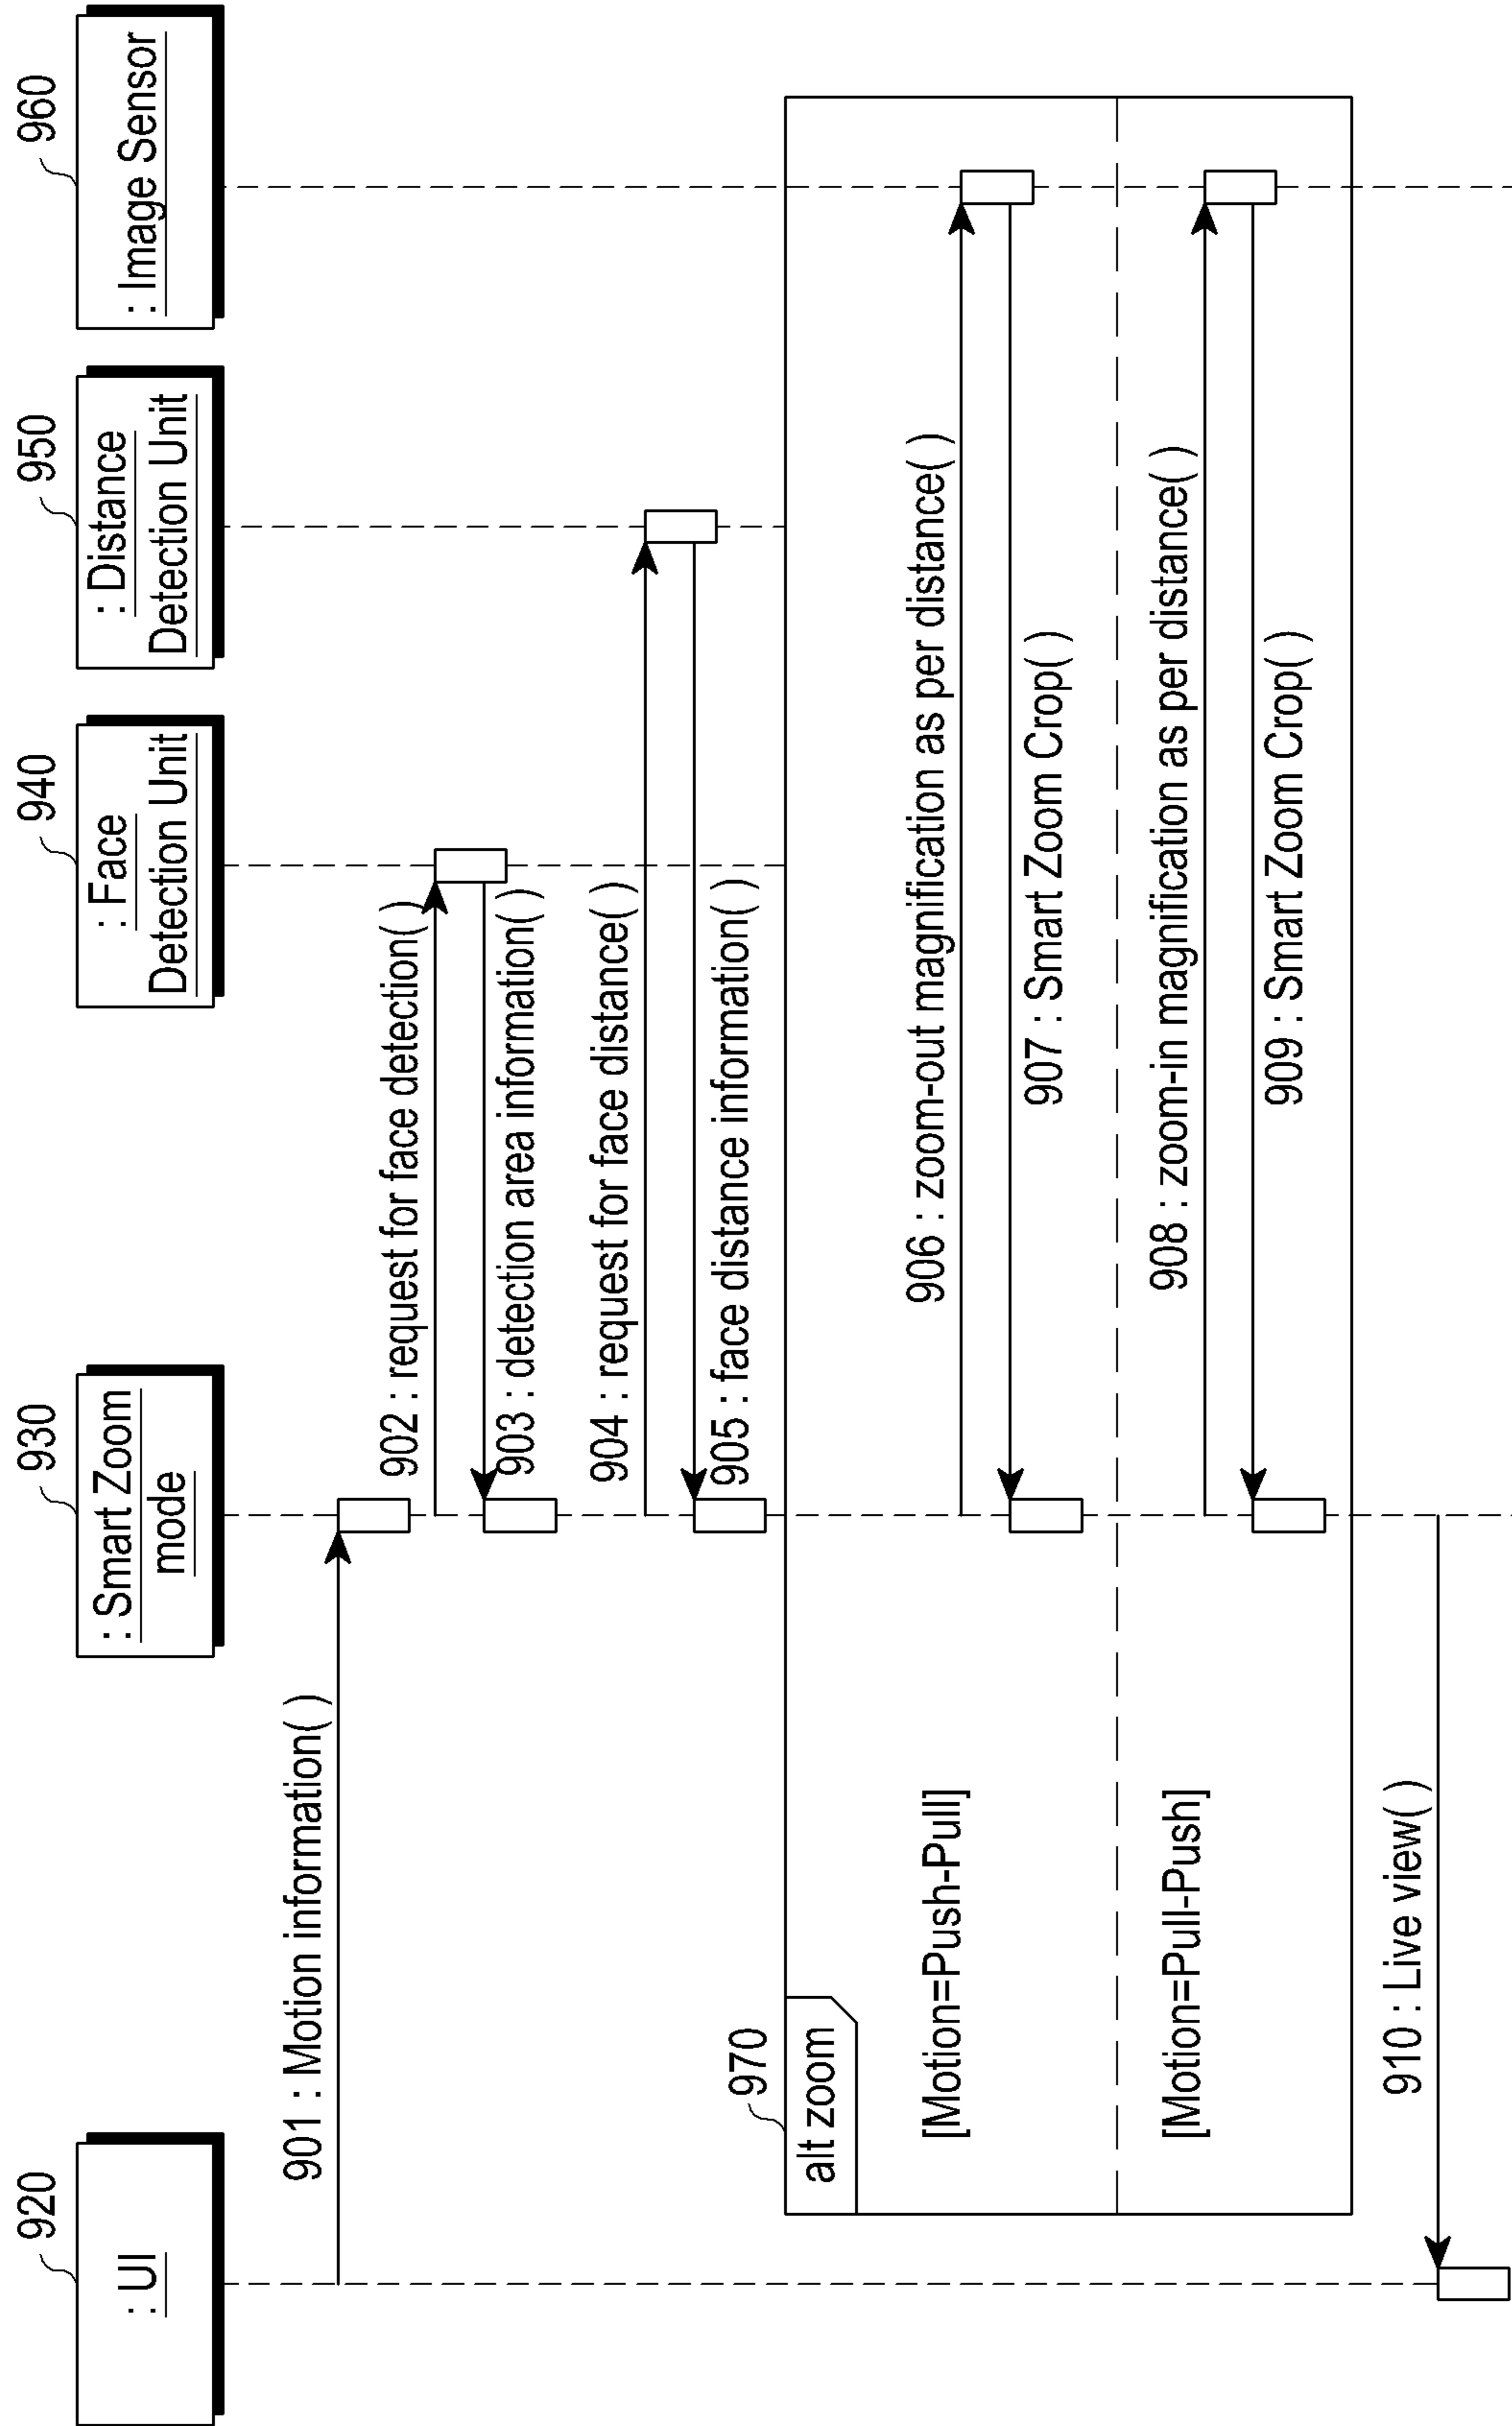 920
: UI
930
: Smart Zoom
mode
940
: Face
Detection Unit
950
: Distance
Detection Unit
960
: Image Sensor
901 : Motion information( )
902 : request for face detection( )
903 : detection area information( )
904 : request for face distance( )
905 : face distance information( )
970
alt zoom
[Motion=Push-Pull]
906 : zoom-out magnification as per distance( )
907 : Smart Zoom Crop( )
[Motion=Pull-Push]
908 : zoom-in magnification as per distance( )
909 : Smart Zoom Crop( )
910 : Live view( )